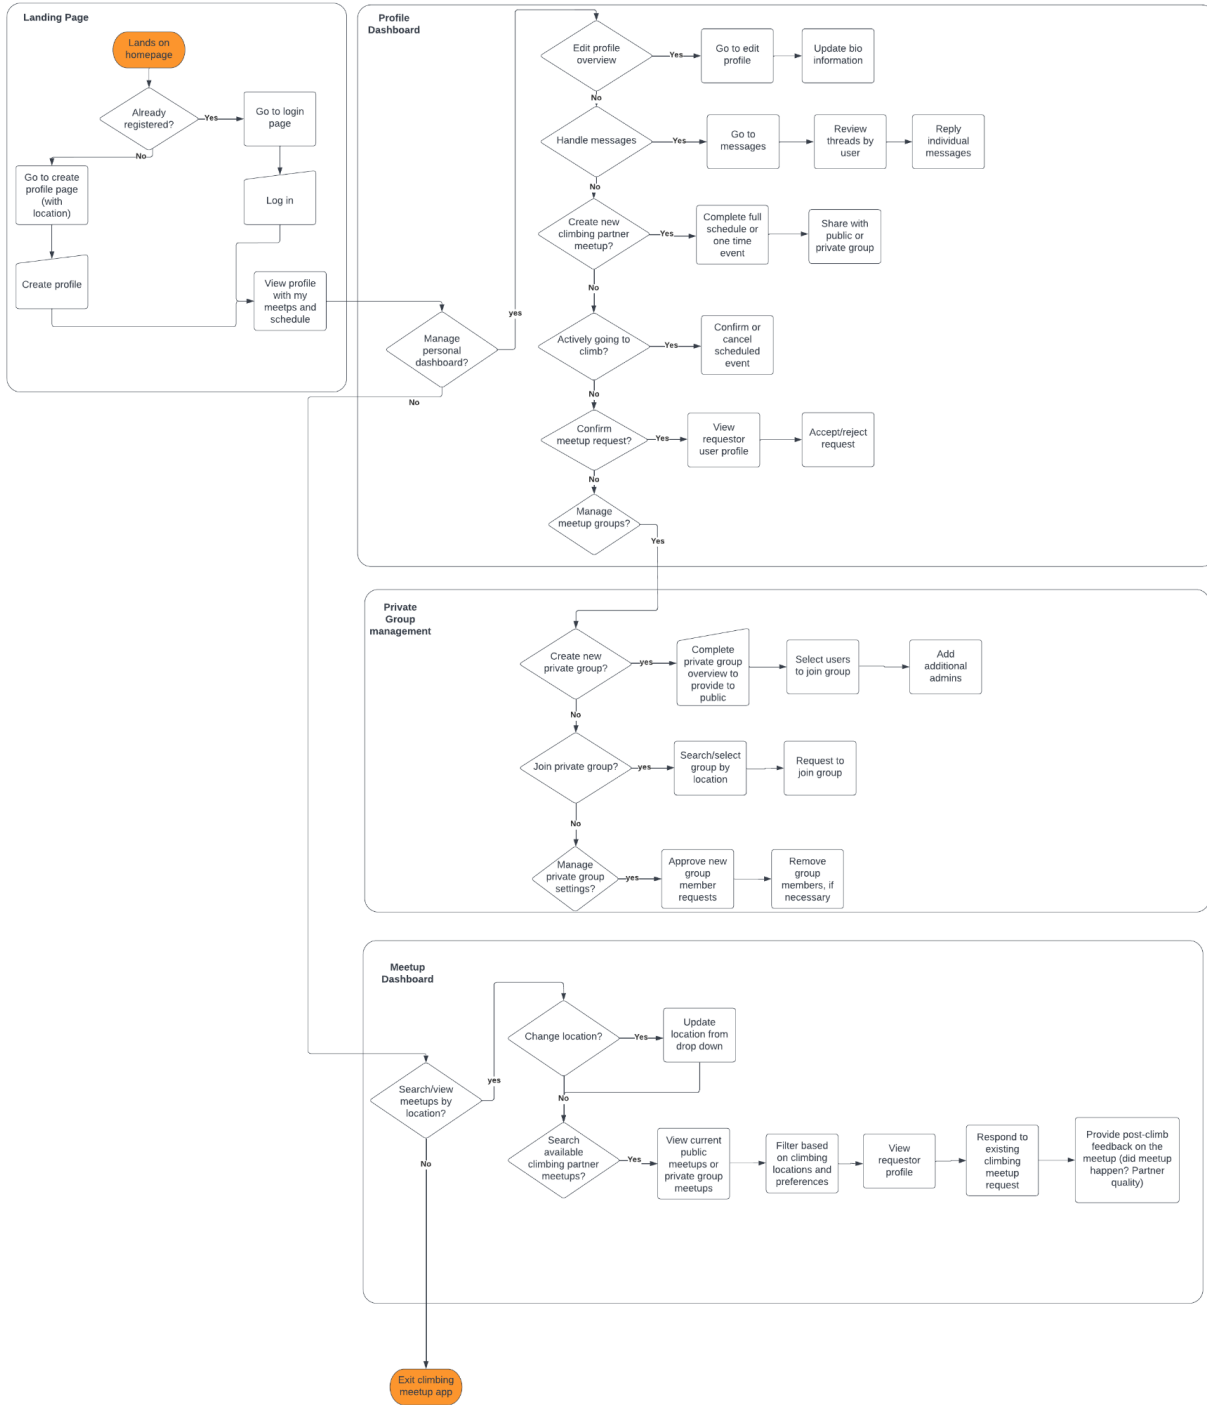 Landing Page
Lands on
homepage
Already
registered?
Yes
Go to login
page
No
Go to create
profile page
(with
location)
Log in
Create profile
View profile
with my
meetps and
schedule
Profile
Dashboard
Manage
personal
dashboard?
yes
No
Edit profile
overview
Yes
Go to edit
profile
Update bio
information
No
Handle messages
Yes
Go to
messages
Review
threads by
user
Reply
individual
messages
No
Create new
climbing partner
meetup?
Yes
Complete full
schedule or
one time
event
Share with
public or
private group
No
Actively going to
climb?
Yes
Confirm or
cancel
scheduled
event
No
Confirm
meetup request?
Yes
View
requestor
user profile
Accept/reject
request
No
Manage
meetup groups?
Yes
Private
Group
management
Create new
private group?
yes
Complete
private group
overview to
provide to
public
Select users
to join group
Add
additional
admins
No
Join private group?
yes
Search/select
group by
location
Request to
join group
No
Manage
private group
settings?
yes
Approve new
group
member
requests
Remove
group
members, if
necessary
Meetup
Dashboard
Search/view
meetups by
location?
yes
No
Change location?
Yes
Update
location from
drop down
No
Search
available
climbing partner
meetups?
Yes
View current
public
meetups or
private group
meetups
Filter based
on climbing
locations and
preferences
View
requestor
profile
Respond to
existing
climbing
meetup
request
Provide post-climb
feedback on the
meetup (did meetup
happen? Partner
quality)
Exit climbing
meetup app